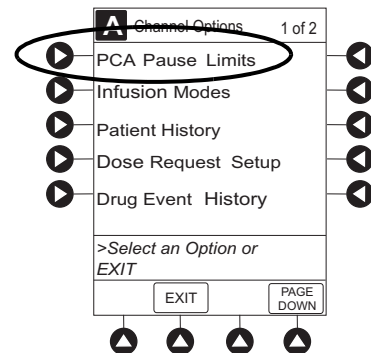 A Channel Options 1 of 2
PCA Pause Limits
Infusion Modes
Patient History
Dose Request Setup
Drug Event History
>Select an Option or
EXIT
EXIT
PAGE
DOWN